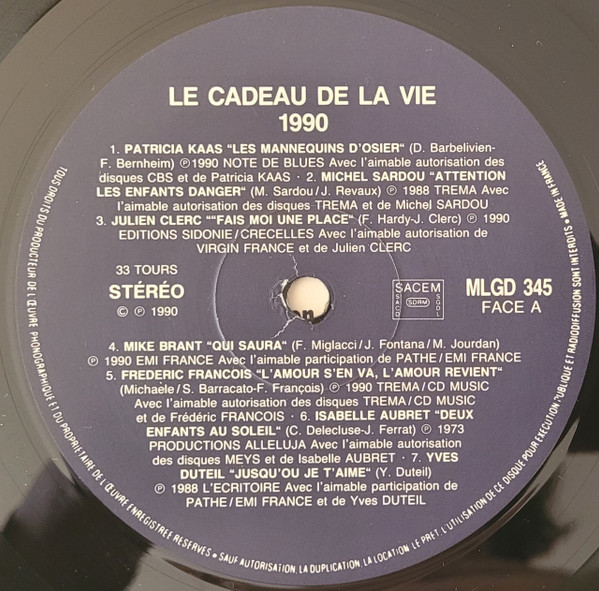 LE CADEAU DE LA VIE
1990
1. PATRICIA KAAS "LES MANNEQUINS D'OSIER" (D. Barbelivien-
F. Bernheim) ℗1990 NOTE DE BLUES Avec l'aimable autorisation des
disques CBS et de Patricia KAAS - 2. MICHEL SARDOU "ATTENTION
LES ENFANTS DANGER" (M. Sardou/J. Revaux) ℗ 1988 TREMA Avec
l'aimable autorisation des disques TREMA et de Michel SARDOU
3. JULIEN CLERC ""FAIS MOI UNE PLACE" (F. Hardy-J. Clerc) ℗ 1990
EDITIONS SIDONIE/CRECELLES Avec l'aimable autorisation de
VIRGIN FRANCE et de Julien CLERC
33 TOURS
STÉRÉO
© ℗ 1990
SACEM
SACD
SDRM
SGDL
MLGD 345
FACE A
4. MIKE BRANT "QUI SAURA" (F. Miglacci/J. Fontana/M. Jourdan)
℗ 1990 EMI FRANCE Avec l'aimable participation de PATHE/EMI FRANCE
5. FREDERIC FRANCOIS "L'AMOUR S'EN VA, L'AMOUR REVIENT"
(Michaele/S. Barracato-F. François) ℗ 1990 TREMA/CD MUSIC
Avec l'aimable autorisation des disques TREMA/CD MUSIC
et de Frédéric FRANCOIS - 6. ISABELLE AUBRET "DEUX
ENFANTS AU SOLEIL" (C. Delecluse-J. Ferrat) ℗ 1973
PRODUCTIONS ALLELUJA Avec l'aimable autorisation
des disques MEYS et de Isabelle AUBRET - 7. YVES
DUTEIL "JUSQU'OU JE T'AIME" (Y. Duteil)
℗ 1988 L'ECRITOIRE Avec l'aimable participation de
PATHE/EMI FRANCE et de Yves DUTEIL
TOUS DROITS DU PRODUCTEUR DE L'ŒUVRE PHONOGRAPHIQUE ET DU PROPRIETAIRE DE L'ŒUVRE ENREGISTREE RESERVES • SAUF AUTORISATION, LA DUPLICATION, LA LOCATION, LE PRET, L'UTILISATION DE CE DISQUE POUR EXECUTION PUBLIQUE ET RADIODIFFUSION SONT INTERDITS • MADE IN FRANCE